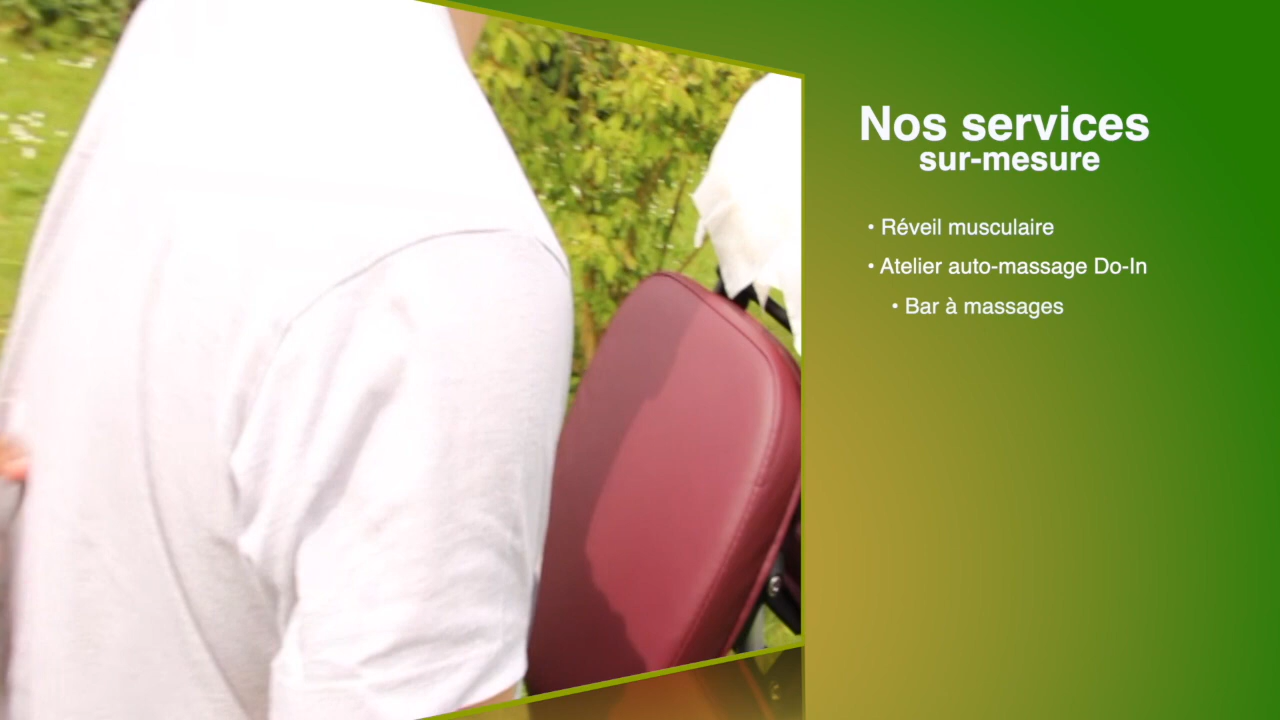 Nos services
sur-mesure
• Réveil musculaire
• Atelier auto-massage Do-In
• Bar à massages